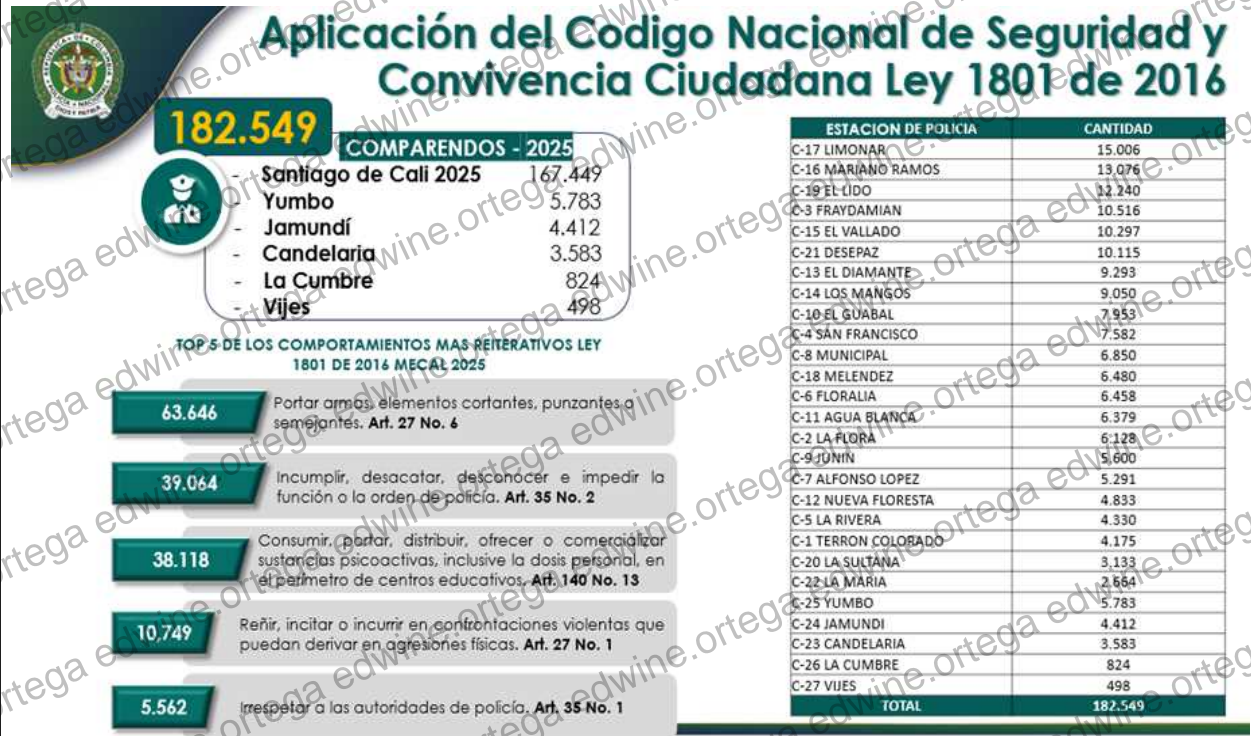 Aplicación del Codigo Nacional de Seguridad y
Convivencia Ciudadana Ley 1801 de 2016
182.549
COMPARENDOS - 2025
- Santiago de Cali 2025 167.449
- Yumbo 5.783
- Jamundí 4.412
- Candelaria 3.583
- La Cumbre 824
- Vijes 498
TOP 5 DE LOS COMPORTAMIENTOS MAS REITERATIVOS LEY
1801 DE 2016 MECAL 2025
63.646
Portar armas, elementos cortantes, punzantes o
semejantes. Art. 27 No. 6
39.064
Incumplir, desacatar, desconocer e impedir la
función o la orden de policía. Art. 35 No. 2
38.118
Consumir, portar, distribuir, ofrecer o comercializar
sustancias psicoactivas, inclusive la dosis personal, en
el perímetro de centros educativos. Art. 140 No. 13
10,749
Reñir, incitar o incurrir en confrontaciones violentas que
puedan derivar en agresiones físicas. Art. 27 No. 1
5.562
Irrespetar a las autoridades de policía. Art. 35 No. 1
ESTACION DE POLICIA CANTIDAD
C-17 LIMONAR 15.006
C-16 MARIANO RAMOS 13.076
C-19 EL LIDO 12.240
C-3 FRAYDAMIAN 10.516
C-15 EL VALLADO 10.297
C-21 DESEPAZ 10.115
C-13 EL DIAMANTE 9.293
C-14 LOS MANGOS 9.050
C-10 EL GUABAL 7.953
C-4 SAN FRANCISCO 7.582
C-8 MUNICIPAL 6.850
C-18 MELENDEZ 6.480
C-6 FLORALIA 6.458
C-11 AGUA BLANCA 6.379
C-2 LA FLORA 6.128
C-9 JUNIN 5.600
C-7 ALFONSO LOPEZ 5.291
C-12 NUEVA FLORESTA 4.833
C-5 LA RIVERA 4.330
C-1 TERRON COLORADO 4.175
C-20 LA SULTANA 3.133
C-22 LA MARIA 2.664
C-25 YUMBO 5.783
C-24 JAMUNDI 4.412
C-23 CANDELARIA 3.583
C-26 LA CUMBRE 824
C-27 VIJES 498
TOTAL 182.549
edwine.ortega